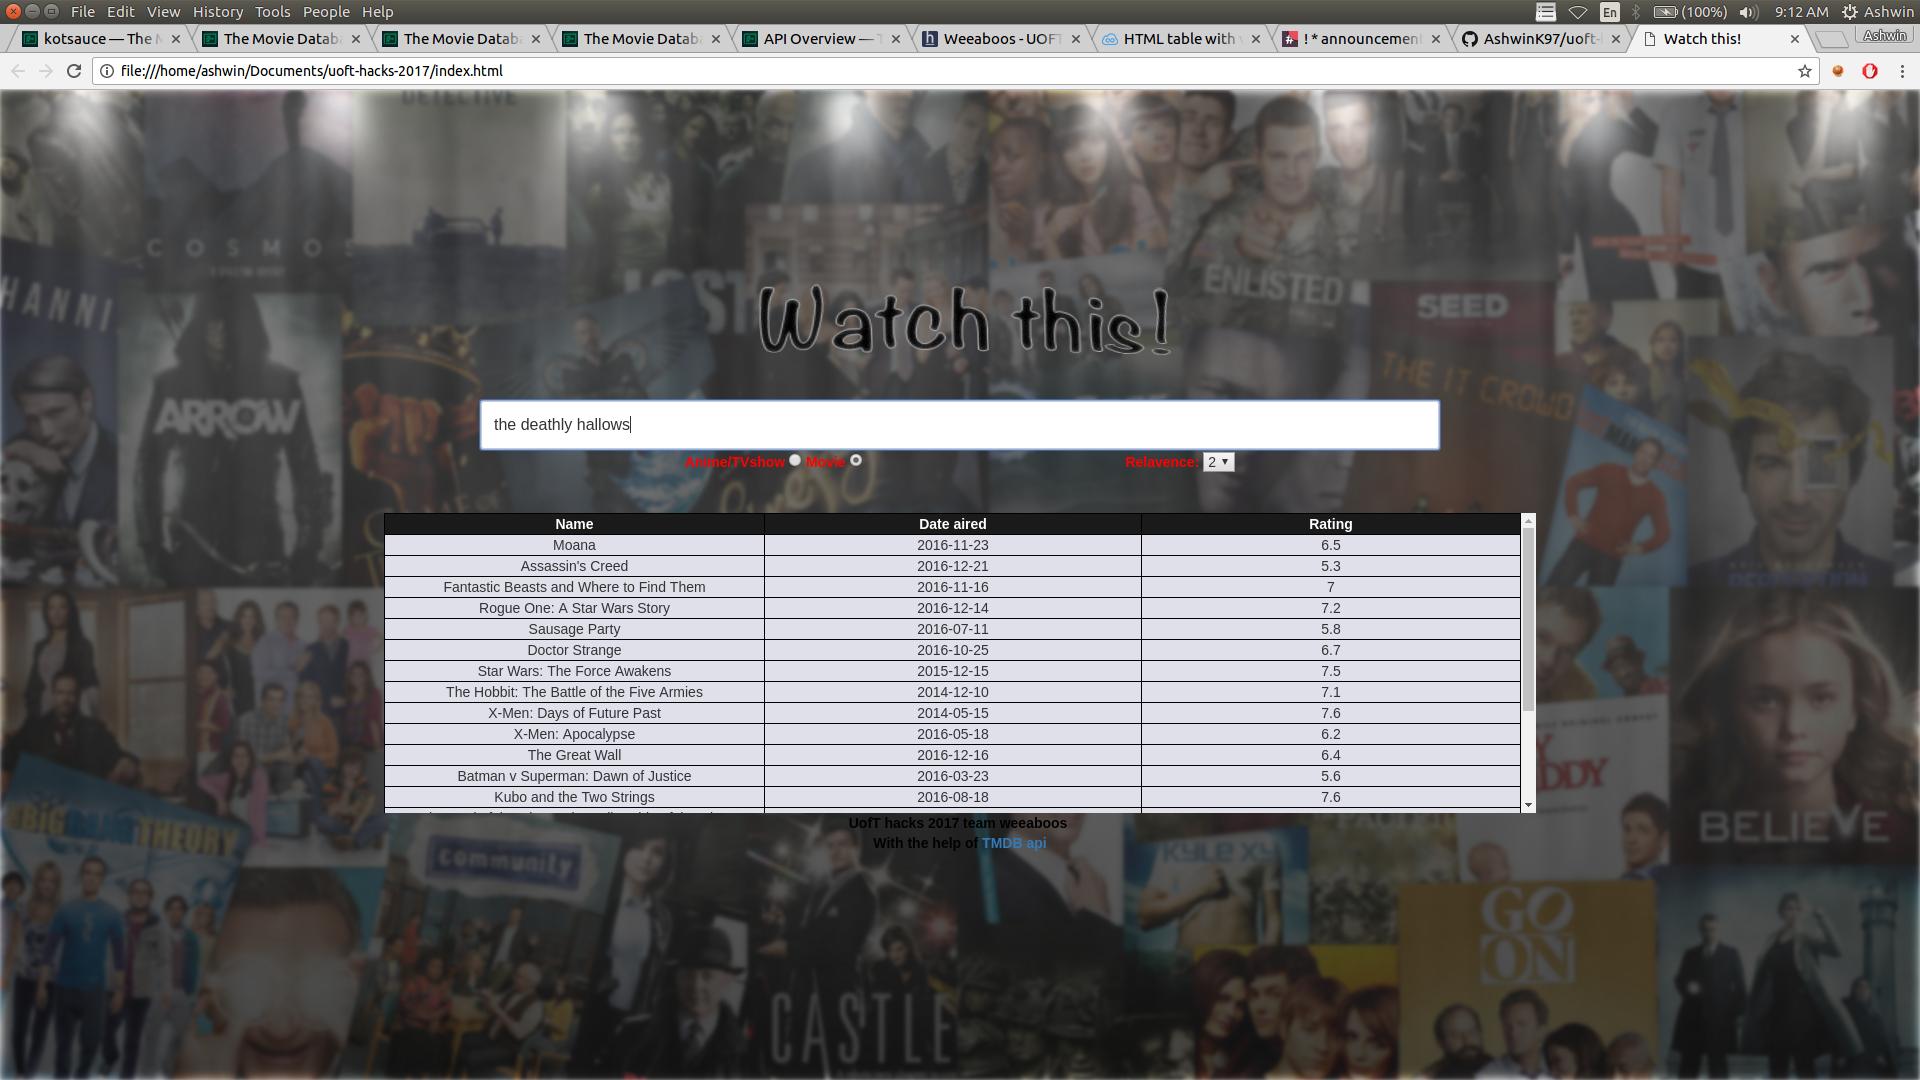 File Edit View History Tools People Help
En (100%) 9:12 AM Ashwin
kotsauce — The M The Movie Datab The Movie Datab The Movie Datab API Overview — T Weeaboos - UOF HTML table with ! * announcement AshwinK97/uoft- Watch this! Ashwin
file:///home/ashwin/Documents/uoft-hacks-2017/index.html
DETECTIVE
COSMOS
LOST
ENLISTED
SEED
HANNI
THE IT CROWD
ARROW
Watch this!
the deathly hallows
Anime/TVshow Movie Relavence: 2
Name Date aired Rating
Moana 2016-11-23 6.5
Assassin's Creed 2016-12-21 5.3
Fantastic Beasts and Where to Find Them 2016-11-16 7
Rogue One: A Star Wars Story 2016-12-14 7.2
Sausage Party 2016-07-11 5.8
Doctor Strange 2016-10-25 6.7
Star Wars: The Force Awakens 2015-12-15 7.5
The Hobbit: The Battle of the Five Armies 2014-12-10 7.1
X-Men: Days of Future Past 2014-05-15 7.6
X-Men: Apocalypse 2016-05-18 6.2
The Great Wall 2016-12-16 6.4
Batman v Superman: Dawn of Justice 2016-03-23 5.6
Kubo and the Two Strings 2016-08-18 7.6
UofT hacks 2017 team weeaboos
With the help of TMDB api
BIG BANG THEORY
community
KYLE XY
BELIEVE
GO
ON
CASTLE